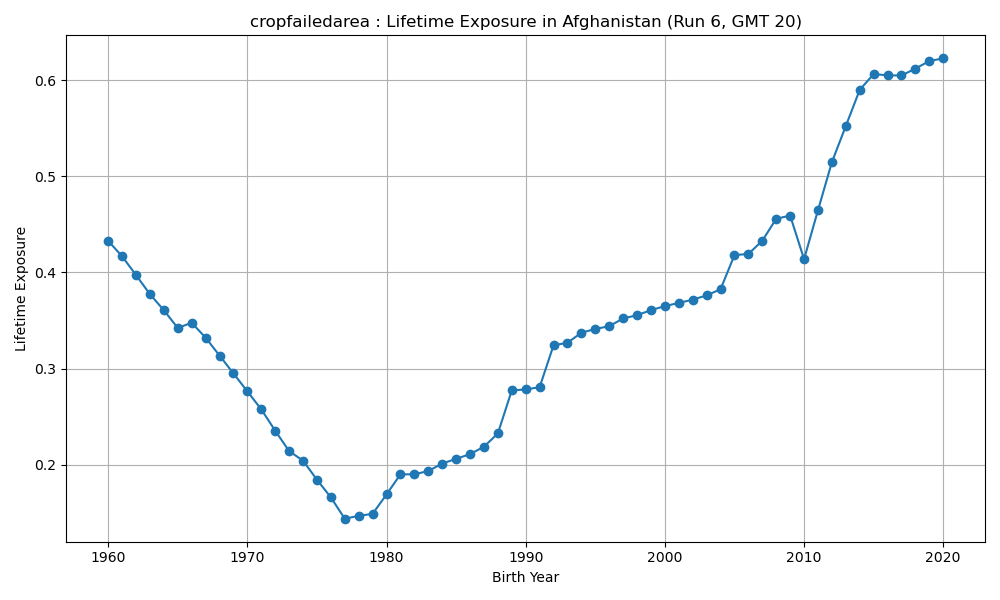 cropfailedarea : Lifetime Exposure in Afghanistan (Run 6, GMT 20)
Lifetime Exposure
0.6
0.5
0.4
0.3
0.2
1960 1970 1980 1990 2000 2010 2020
Birth Year